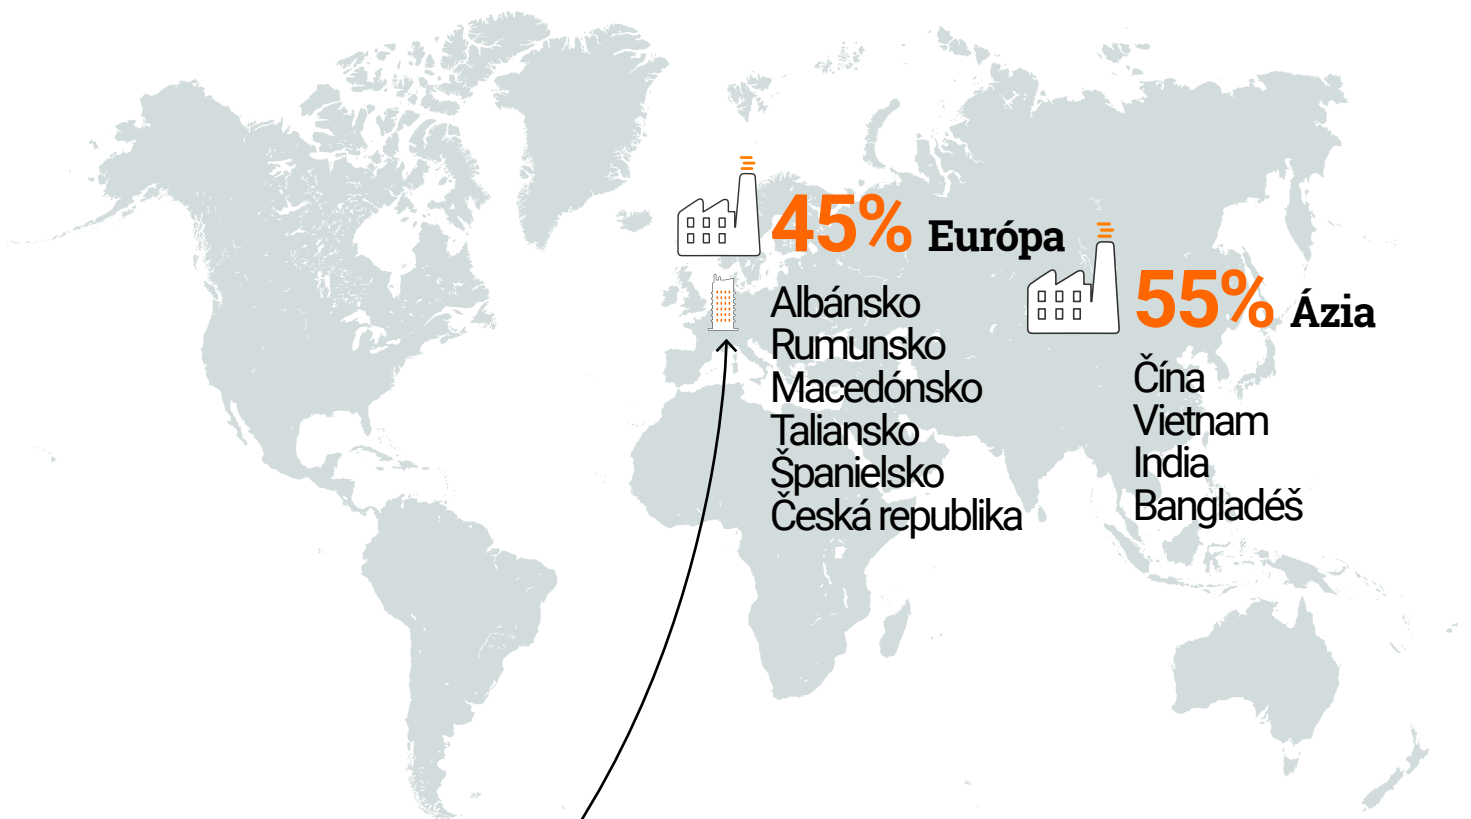 45% Európa
Albánsko
Rumunsko
Macedónsko
Taliansko
Španielsko
Česká republika
55% Ázia
Čína
Vietnam
India
Bangladéš